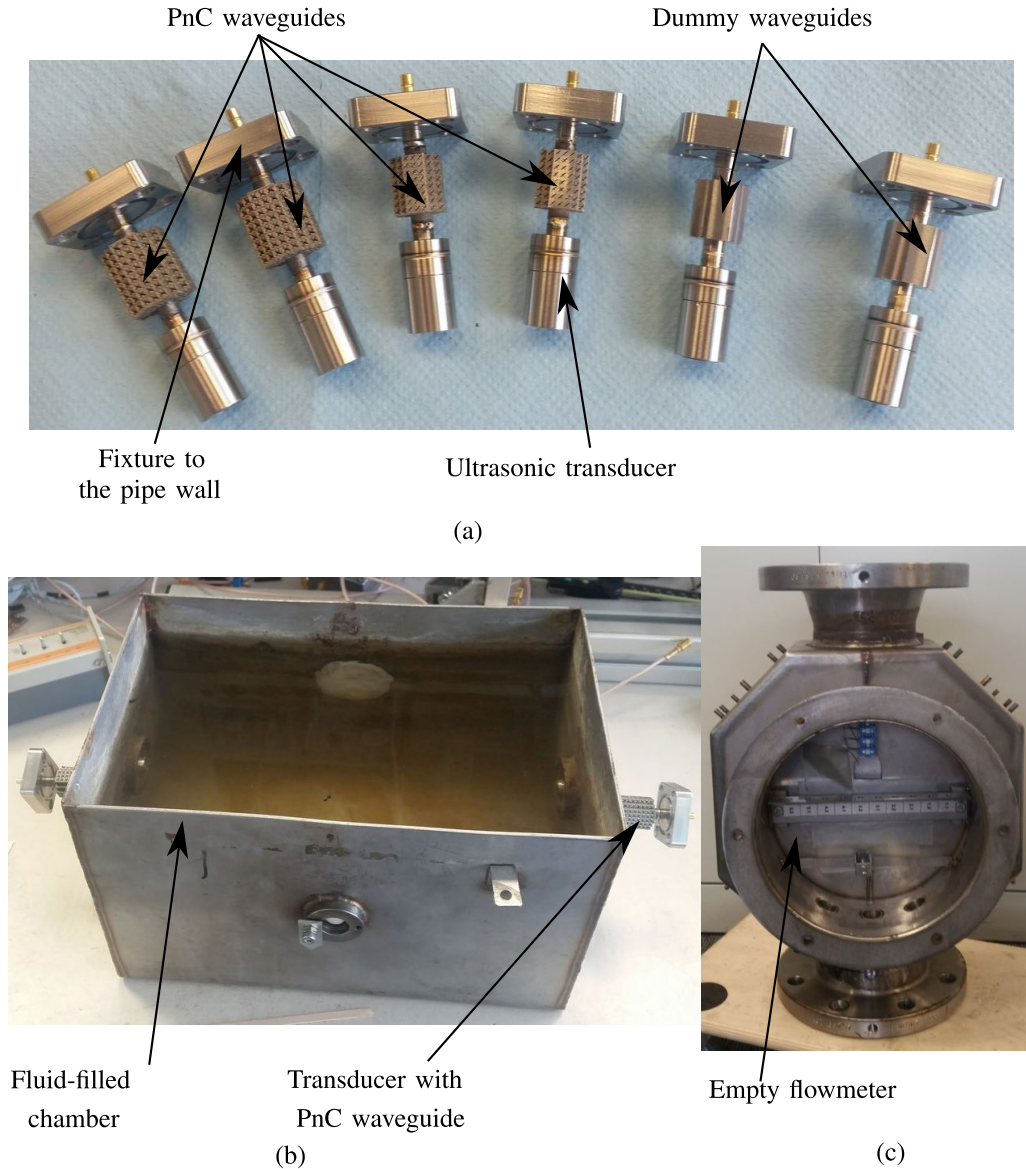 PnC waveguides
Dummy waveguides
Fixture to
the pipe wall
Ultrasonic transducer
(a)
Fluid-filled
chamber
Transducer with
PnC waveguide
(b)
Empty flowmeter
(c)